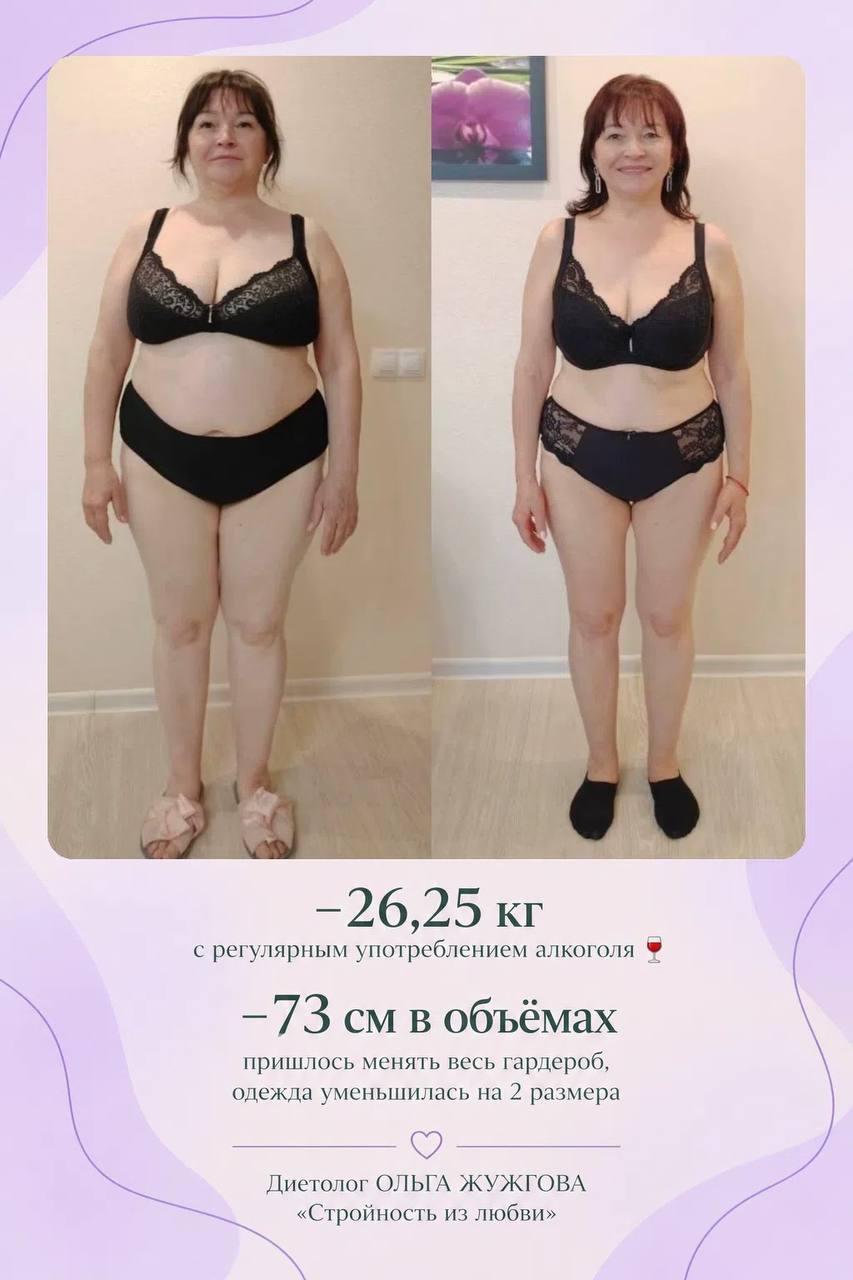 –26,25 кг
с регулярным употреблением алкоголя 🍷
–73 см в объёмах
пришлось менять весь гардероб,
одежда уменьшилась на 2 размера
Диетолог ОЛЬГА ЖУЖГОВА
«Стройность из любви»